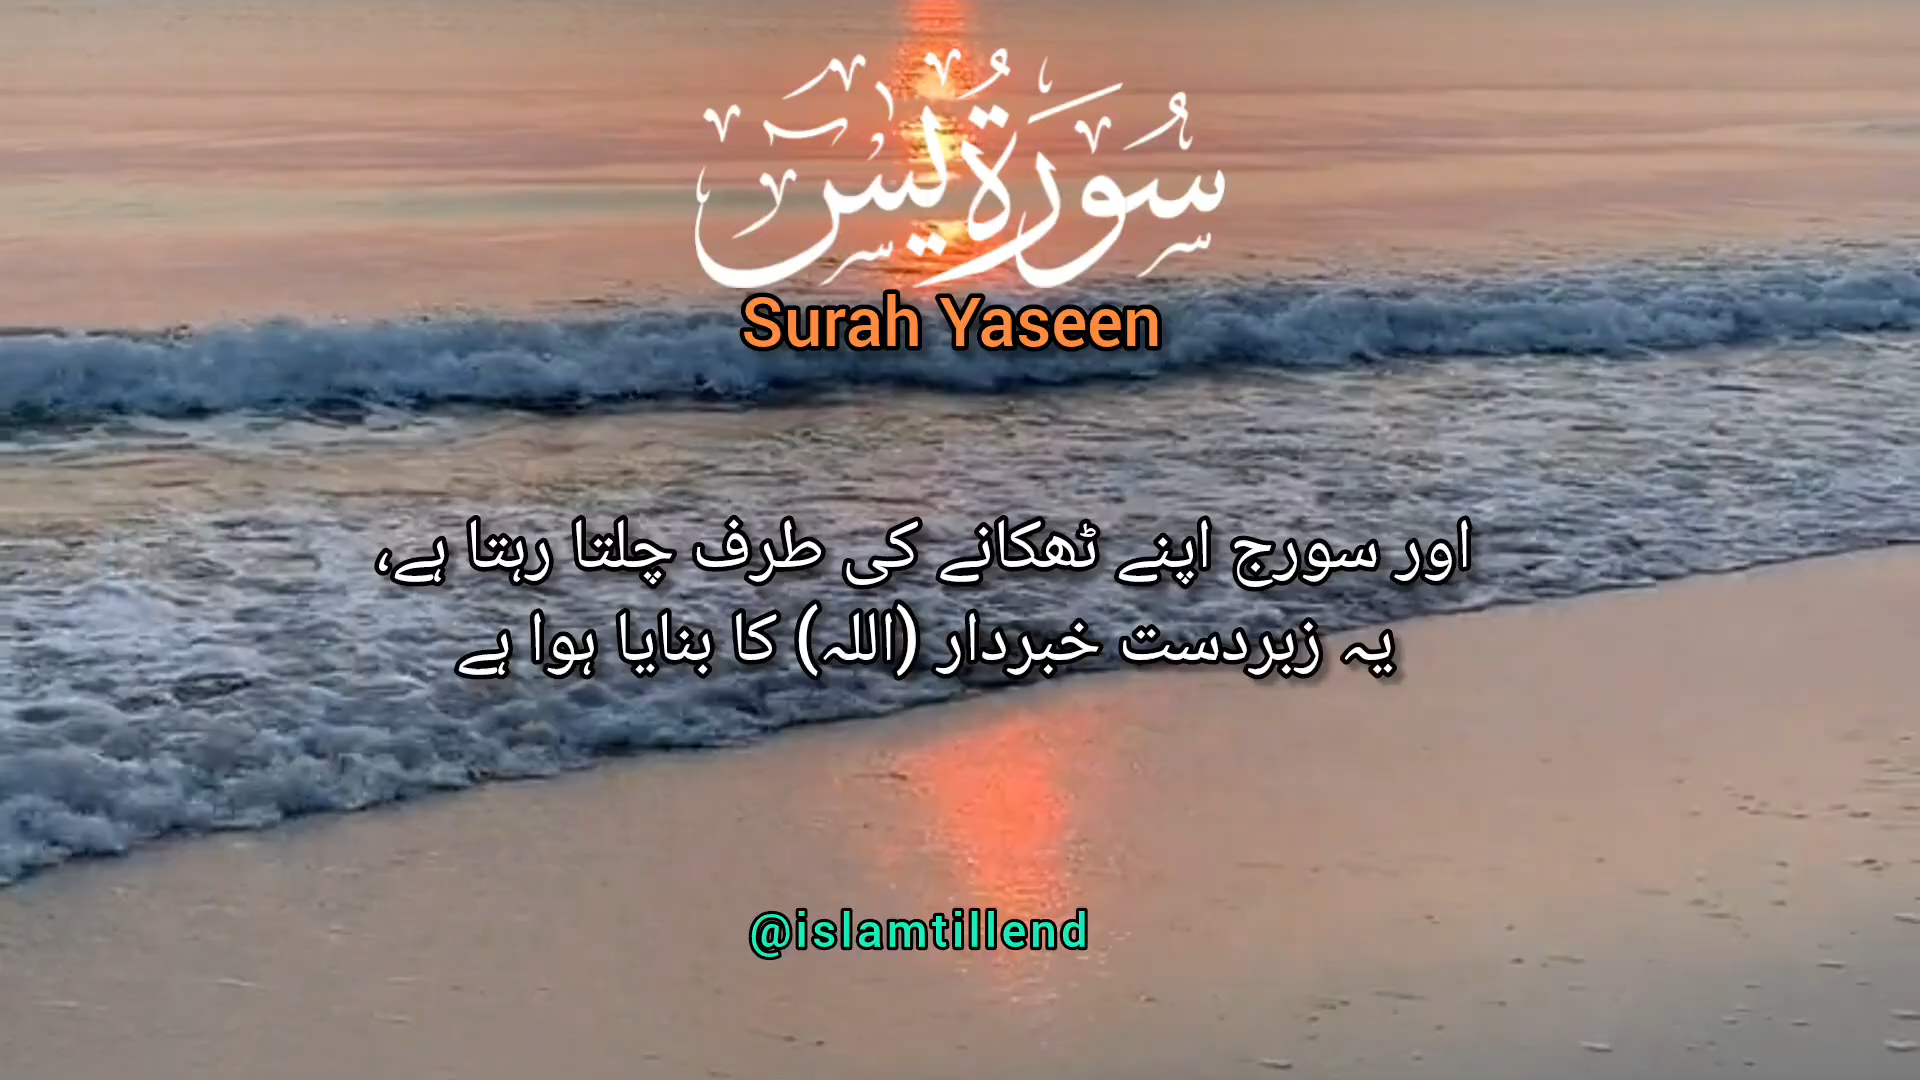 سُورَةُ يٰسٓ
Surah Yaseen
اور سورج اپنے ٹھکانے کی طرف چلتا رہتا ہے،
یہ زبردست خبردار (اللہ) کا بنایا ہوا ہے
@islamtillend